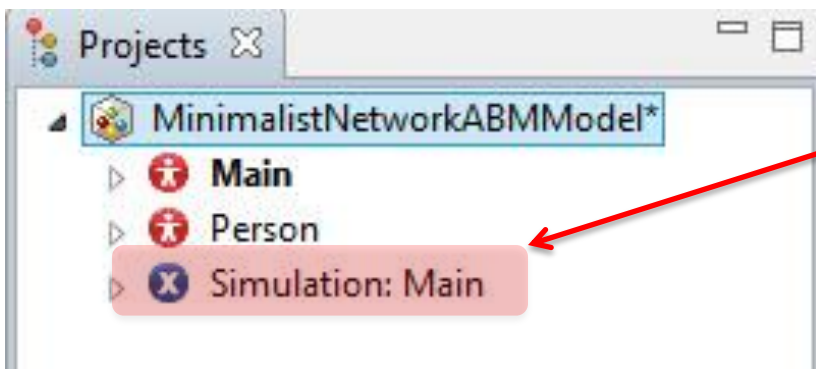 Projects
MinimalistNetworkABMModel*
Main
Person
Simulation: Main